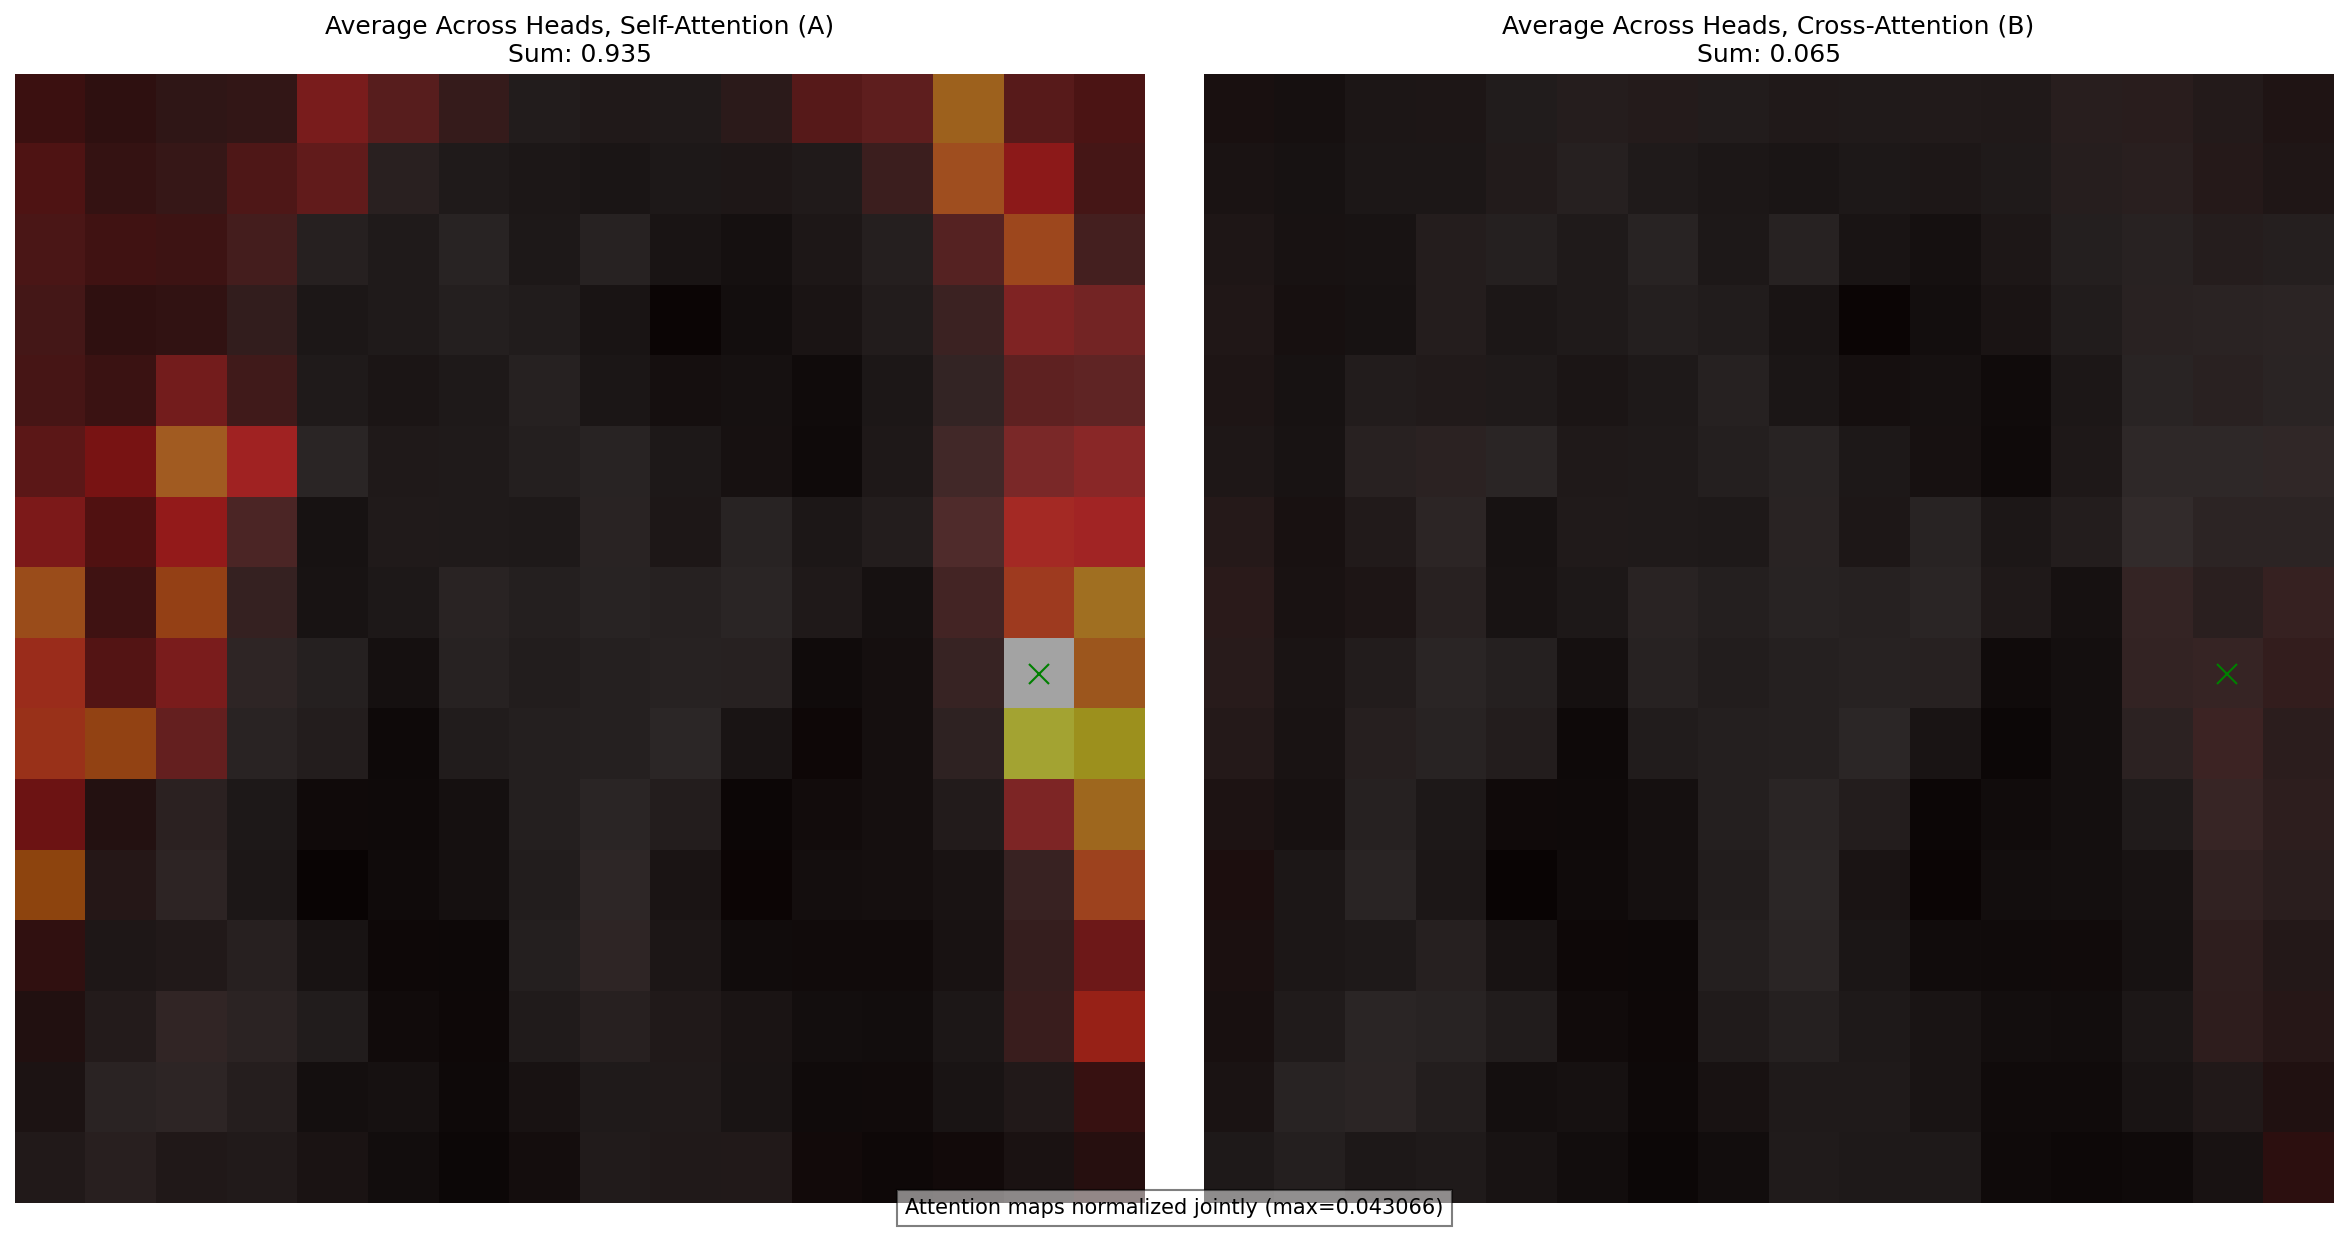 Average Across Heads, Self-Attention (A)
Sum: 0.935
Average Across Heads, Cross-Attention (B)
Sum: 0.065
Attention maps normalized jointly (max=0.043066)